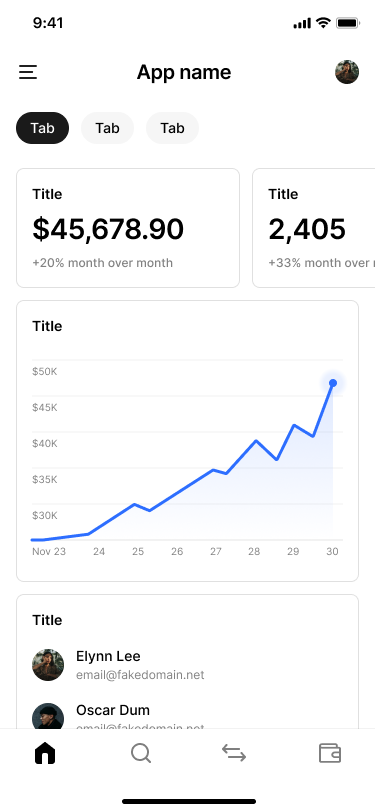 9:41
App name
Tab Tab Tab
Title
$45,678.90
+20% month over month
Title
2,405
+33% month over
Title
$50K
$45K
$40K
$35K
$30K
Nov 23 24 25 26 27 28 29 30
Title
Elynn Lee
email@fakedomain.net
Oscar Dum
email@fakedomain.net